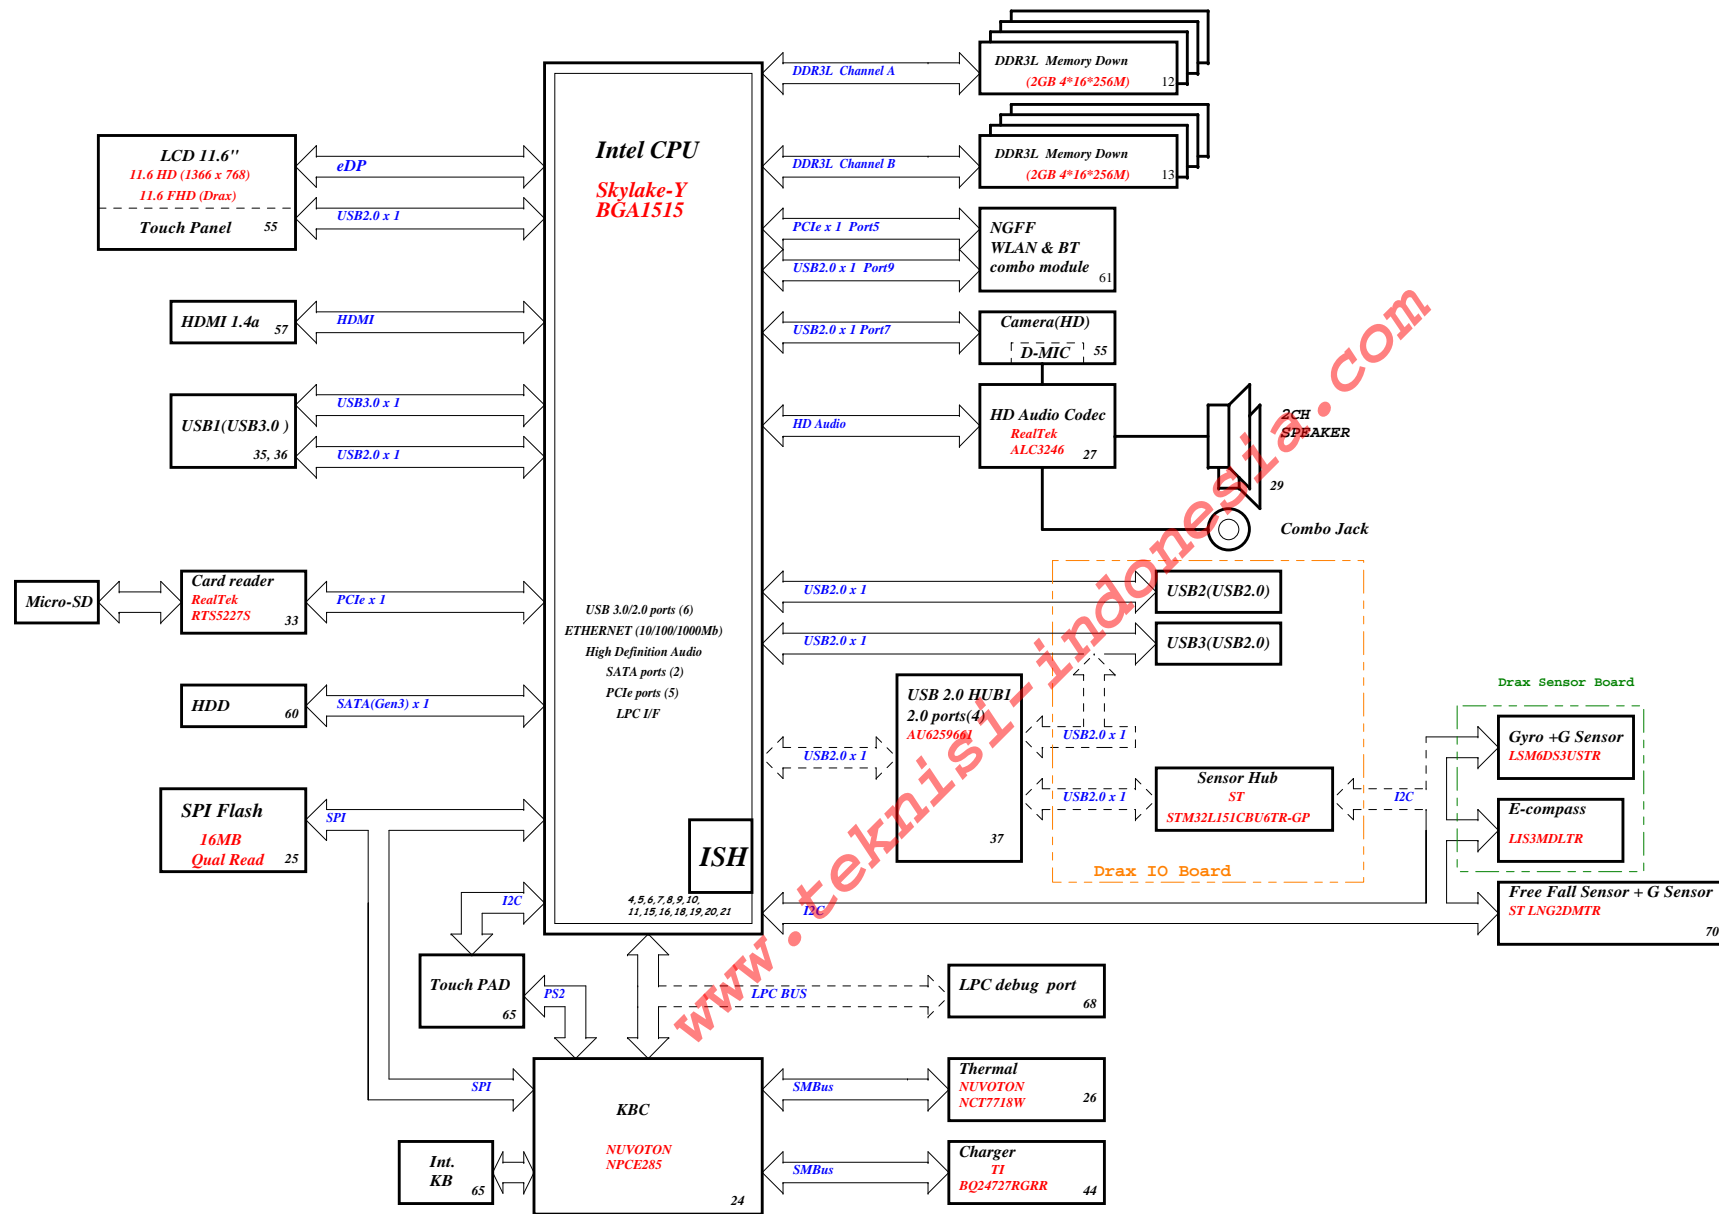 LCD 11.6"
11.6 HD (1366 x 768)
11.6 FHD (Drax)
Touch Panel
55
eDP
USB2.0 x 1
HDMI 1.4a
57
HDMI
USB1(USB3.0 )
35, 36
USB3.0 x 1
USB2.0 x 1
Micro-SD
Card reader
RealTek
RTS5227S
33
PCIe x 1
HDD
60
SATA(Gen3) x 1
SPI Flash
16MB
Qual Read
25
SPI
I2C
Touch PAD
65
PS2
SPI
Int.
KB
65
Intel CPU
Skylake-Y
BGA1515
USB 3.0/2.0 ports (6)
ETHERNET (10/100/1000Mb)
High Definition Audio
SATA ports (2)
PCIe ports (5)
LPC I/F
ISH
4,5,6,7,8,9,10,
11,15,16,18,19,20,21
KBC
NUVOTON
NPCE285
24
DDR3L Channel A
DDR3L Memory Down
(2GB 4*16*256M)
12
DDR3L Channel B
DDR3L Memory Down
(2GB 4*16*256M)
13
PCIe x 1 Port5
USB2.0 x 1 Port9
NGFF
WLAN & BT
combo module
61
USB2.0 x 1 Port7
Camera(HD)
D-MIC
55
HD Audio
HD Audio Codec
RealTek
ALC3246
27
2CH
SPEAKER
29
Combo Jack
USB2.0 x 1
USB2(USB2.0)
USB2.0 x 1
USB3(USB2.0)
USB2.0 x 1
USB 2.0 HUB1
2.0 ports(4)
AU6259661
37
USB2.0 x 1
USB2.0 x 1
Sensor Hub
ST
STM32L151CBU6TR-GP
Drax IO Board
I2C
Drax Sensor Board
Gyro +G Sensor
LSM6DS3USTR
E-compass
LIS3MDLTR
I2C
Free Fall Sensor + G Sensor
ST LNG2DMTR
70
LPC BUS
LPC debug port
68
SMBus
Thermal
NUVOTON
NCT7718W
26
SMBus
Charger
TI
BQ24727RGRR
44
www.teknisi-indonesia.com